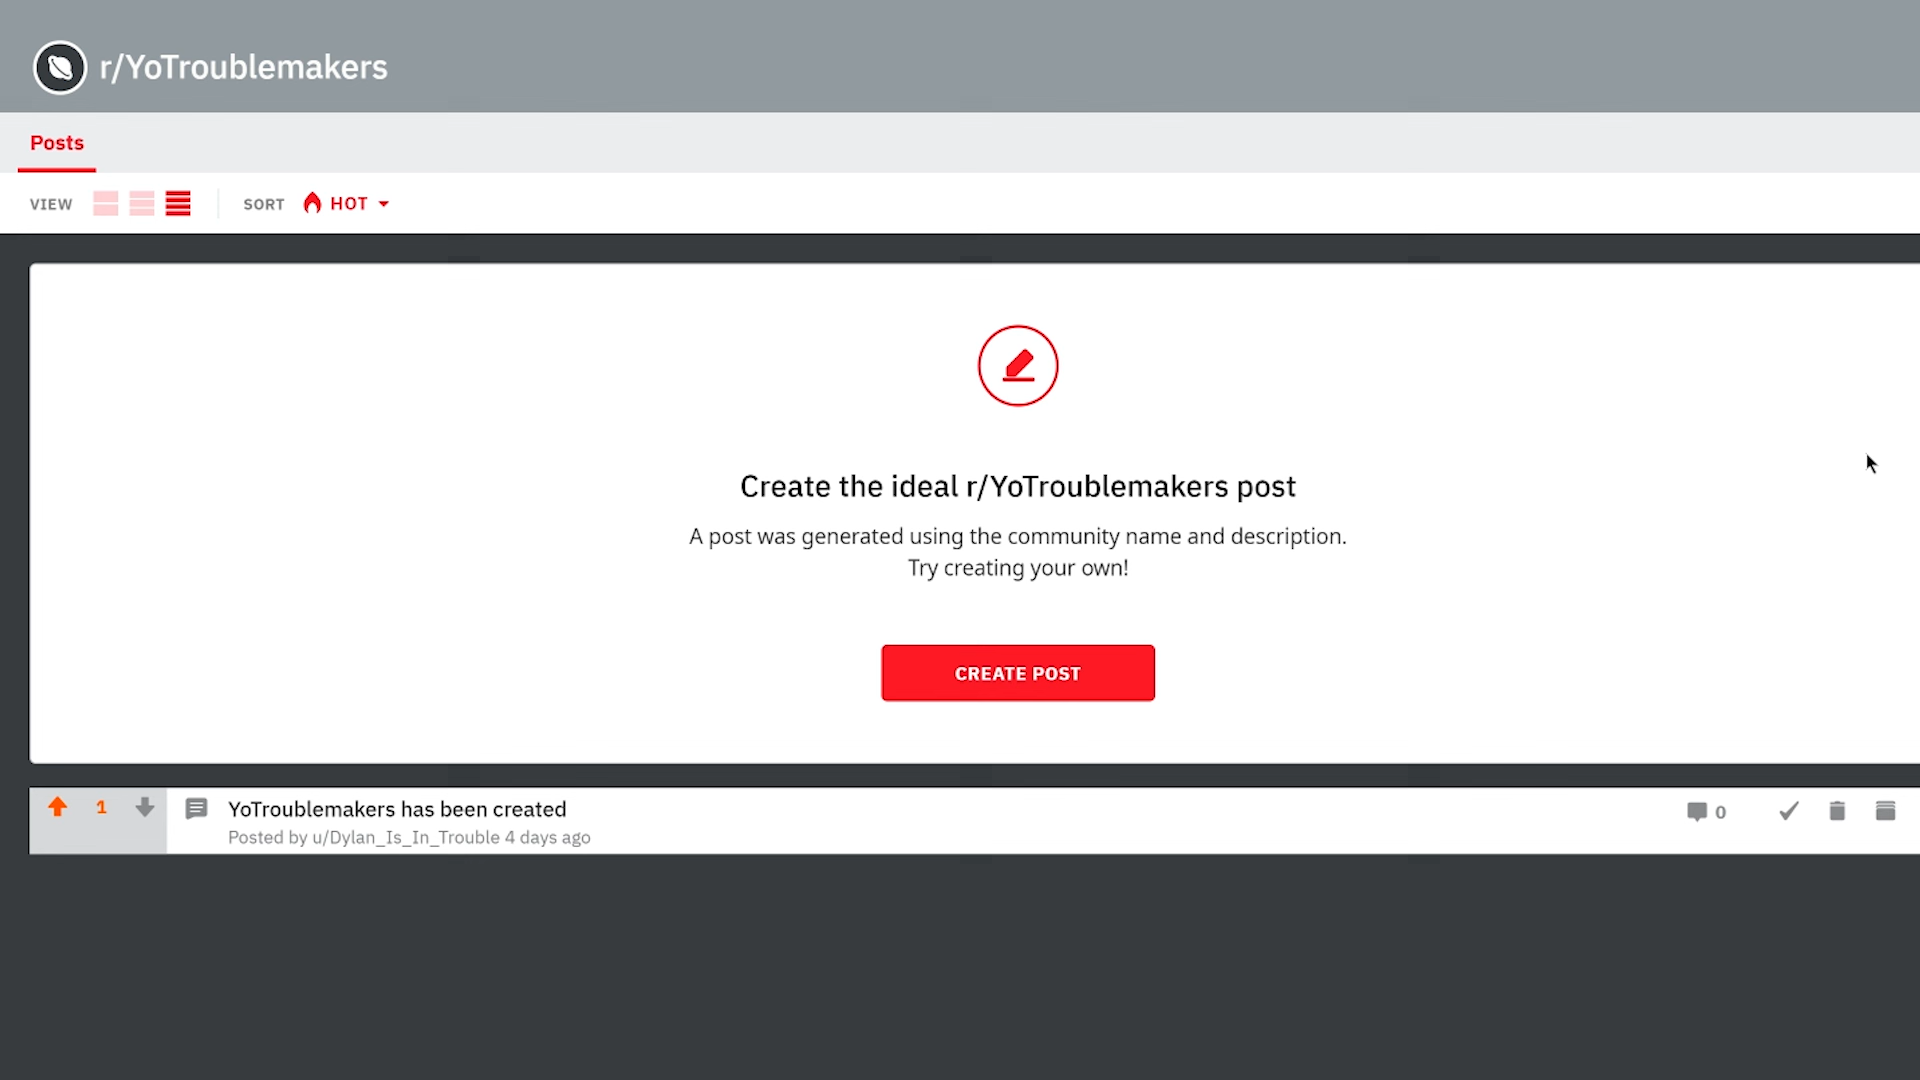 r/YoTroublemakers
Posts
VIEW SORT HOT
Create the ideal r/YoTroublemakers post
A post was generated using the community name and description.
Try creating your own!
CREATE POST
1 YoTroublemakers has been created 0
Posted by u/Dylan_Is_In_Trouble 4 days ago